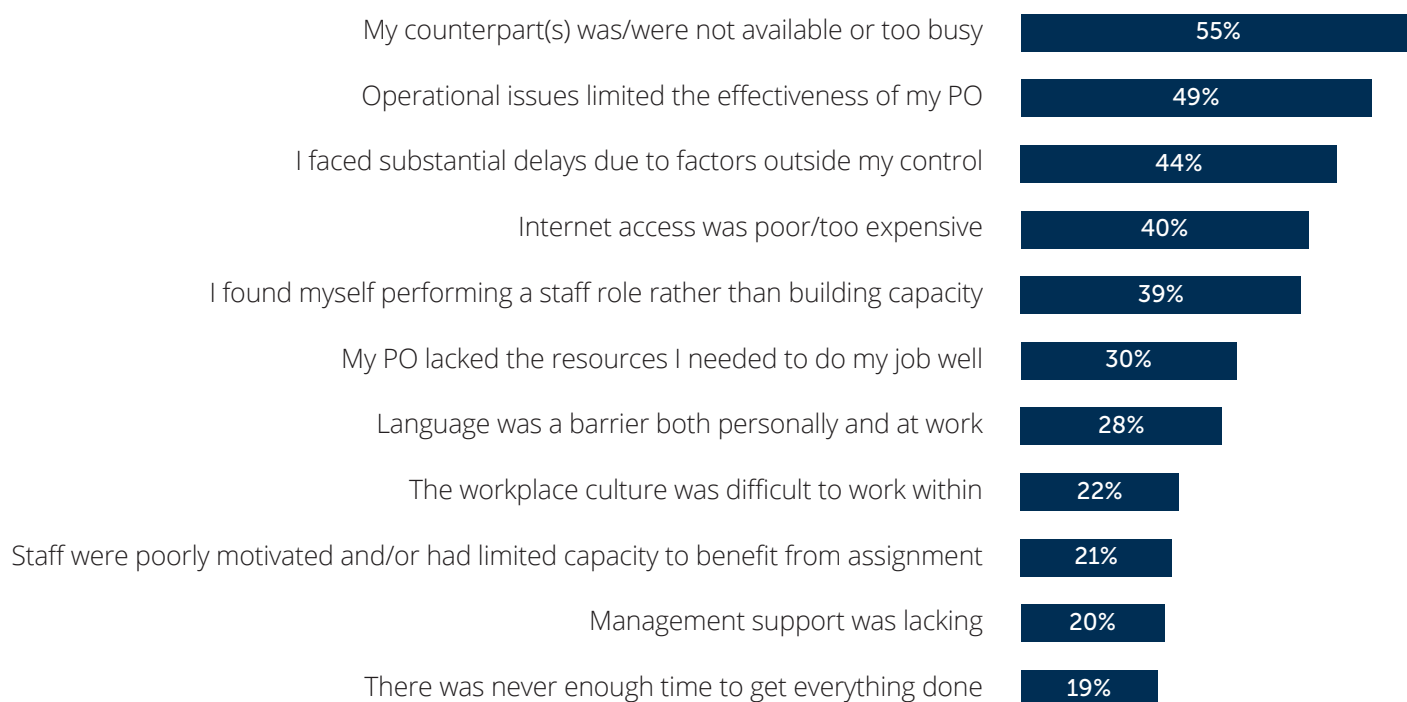 My counterpart(s) was/were not available or too busy 55%
Operational issues limited the effectiveness of my PO 49%
I faced substantial delays due to factors outside my control 44%
Internet access was poor/too expensive 40%
I found myself performing a staff role rather than building capacity 39%
My PO lacked the resources I needed to do my job well 30%
Language was a barrier both personally and at work 28%
The workplace culture was difficult to work within 22%
Staff were poorly motivated and/or had limited capacity to benefit from assignment 21%
Management support was lacking 20%
There was never enough time to get everything done 19%